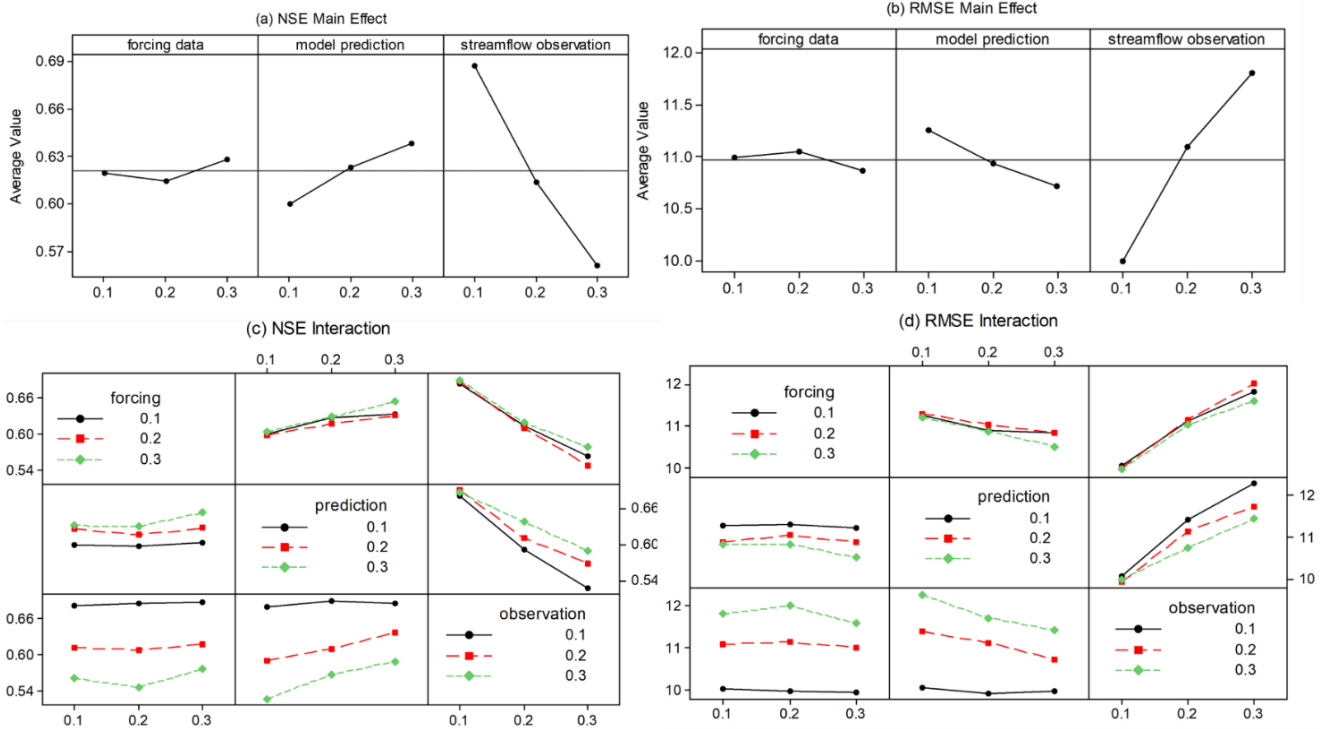 (a) NSE Main Effect
forcing data model prediction streamflow observation
0.69
0.66
0.63
0.60
0.57
Average Value
0.1 0.2 0.3 0.1 0.2 0.3 0.1 0.2 0.3
(b) RMSE Main Effect
forcing data model prediction streamflow observation
12.0
11.5
11.0
10.5
10.0
Average Value
0.1 0.2 0.3 0.1 0.2 0.3 0.1 0.2 0.3
(c) NSE Interaction
0.1 0.2 0.3
0.66
0.60
0.54
forcing
0.1
0.2
0.3
prediction
0.1
0.2
0.3
0.66
0.60
0.54
0.66
0.60
0.54
observation
0.1
0.2
0.3
0.1 0.2 0.3 0.1 0.2 0.3
(d) RMSE Interaction
0.1 0.2 0.3
12
11
10
forcing
0.1
0.2
0.3
prediction
0.1
0.2
0.3
12
11
10
12
11
10
observation
0.1
0.2
0.3
0.1 0.2 0.3 0.1 0.2 0.3